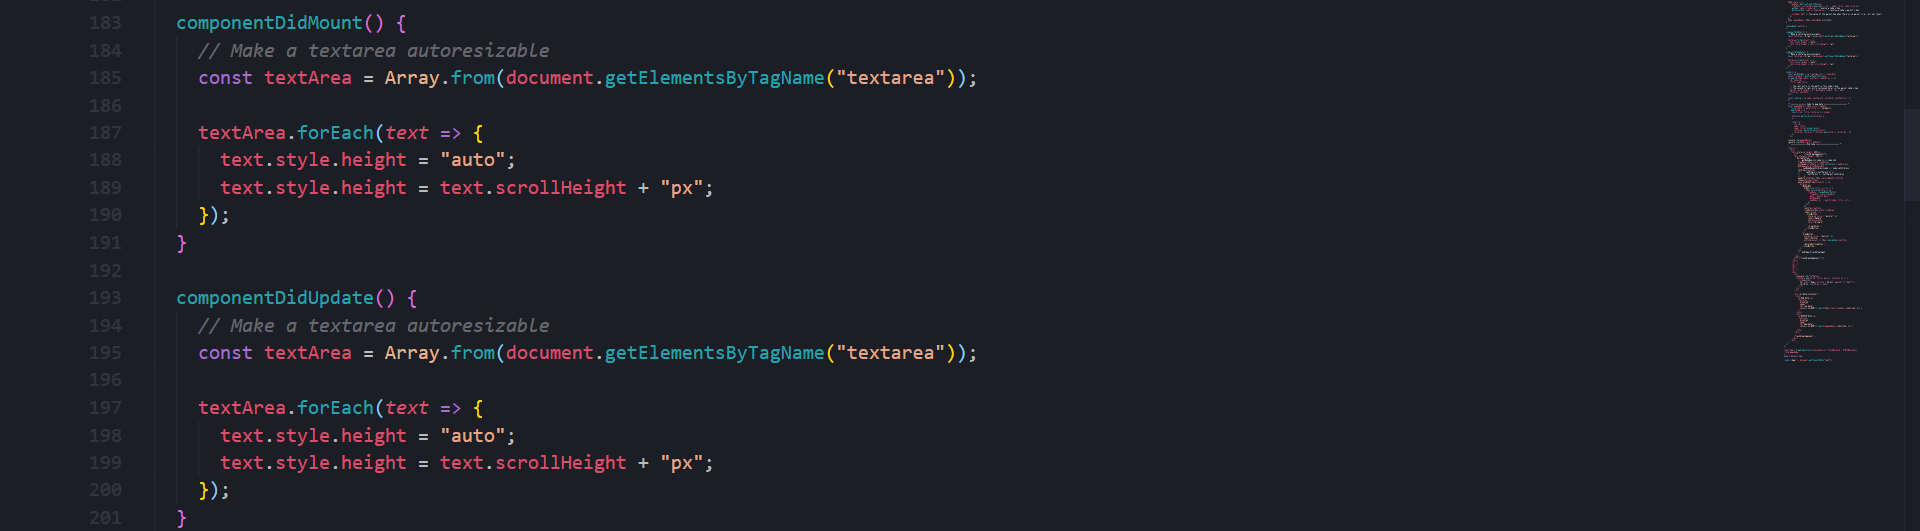 183 componentDidMount() {
184 // Make a textarea autoresizable
185 const textArea = Array.from(document.getElementsByTagName("textarea"));
186
187 textArea.forEach(text => {
188 text.style.height = "auto";
189 text.style.height = text.scrollHeight + "px";
190 });
191 }
192
193 componentDidUpdate() {
194 // Make a textarea autoresizable
195 const textArea = Array.from(document.getElementsByTagName("textarea"));
196
197 textArea.forEach(text => {
198 text.style.height = "auto";
199 text.style.height = text.scrollHeight + "px";
200 });
201 }